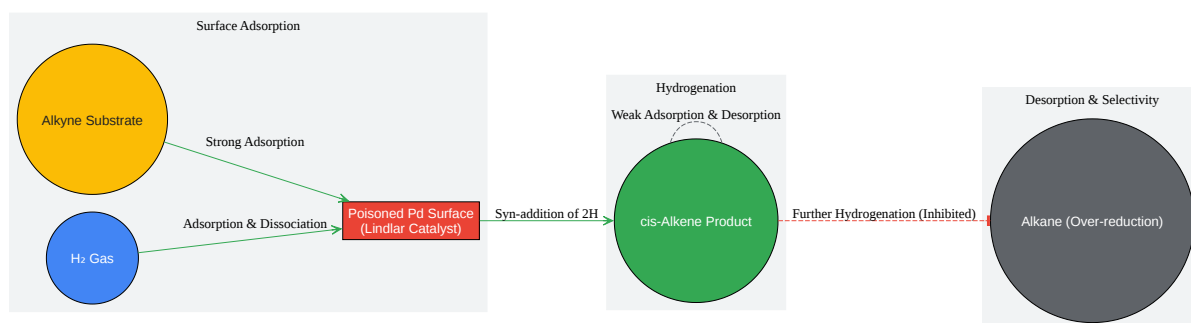 Surface Adsorption
Alkyne Substrate
Strong Adsorption
H₂ Gas
Adsorption & Dissociation
Poisoned Pd Surface
(Lindlar Catalyst)
Syn-addition of 2H
Hydrogenation
Weak Adsorption & Desorption
cis-Alkene Product
Further Hydrogenation (Inhibited)
Desorption & Selectivity
Alkane (Over-reduction)